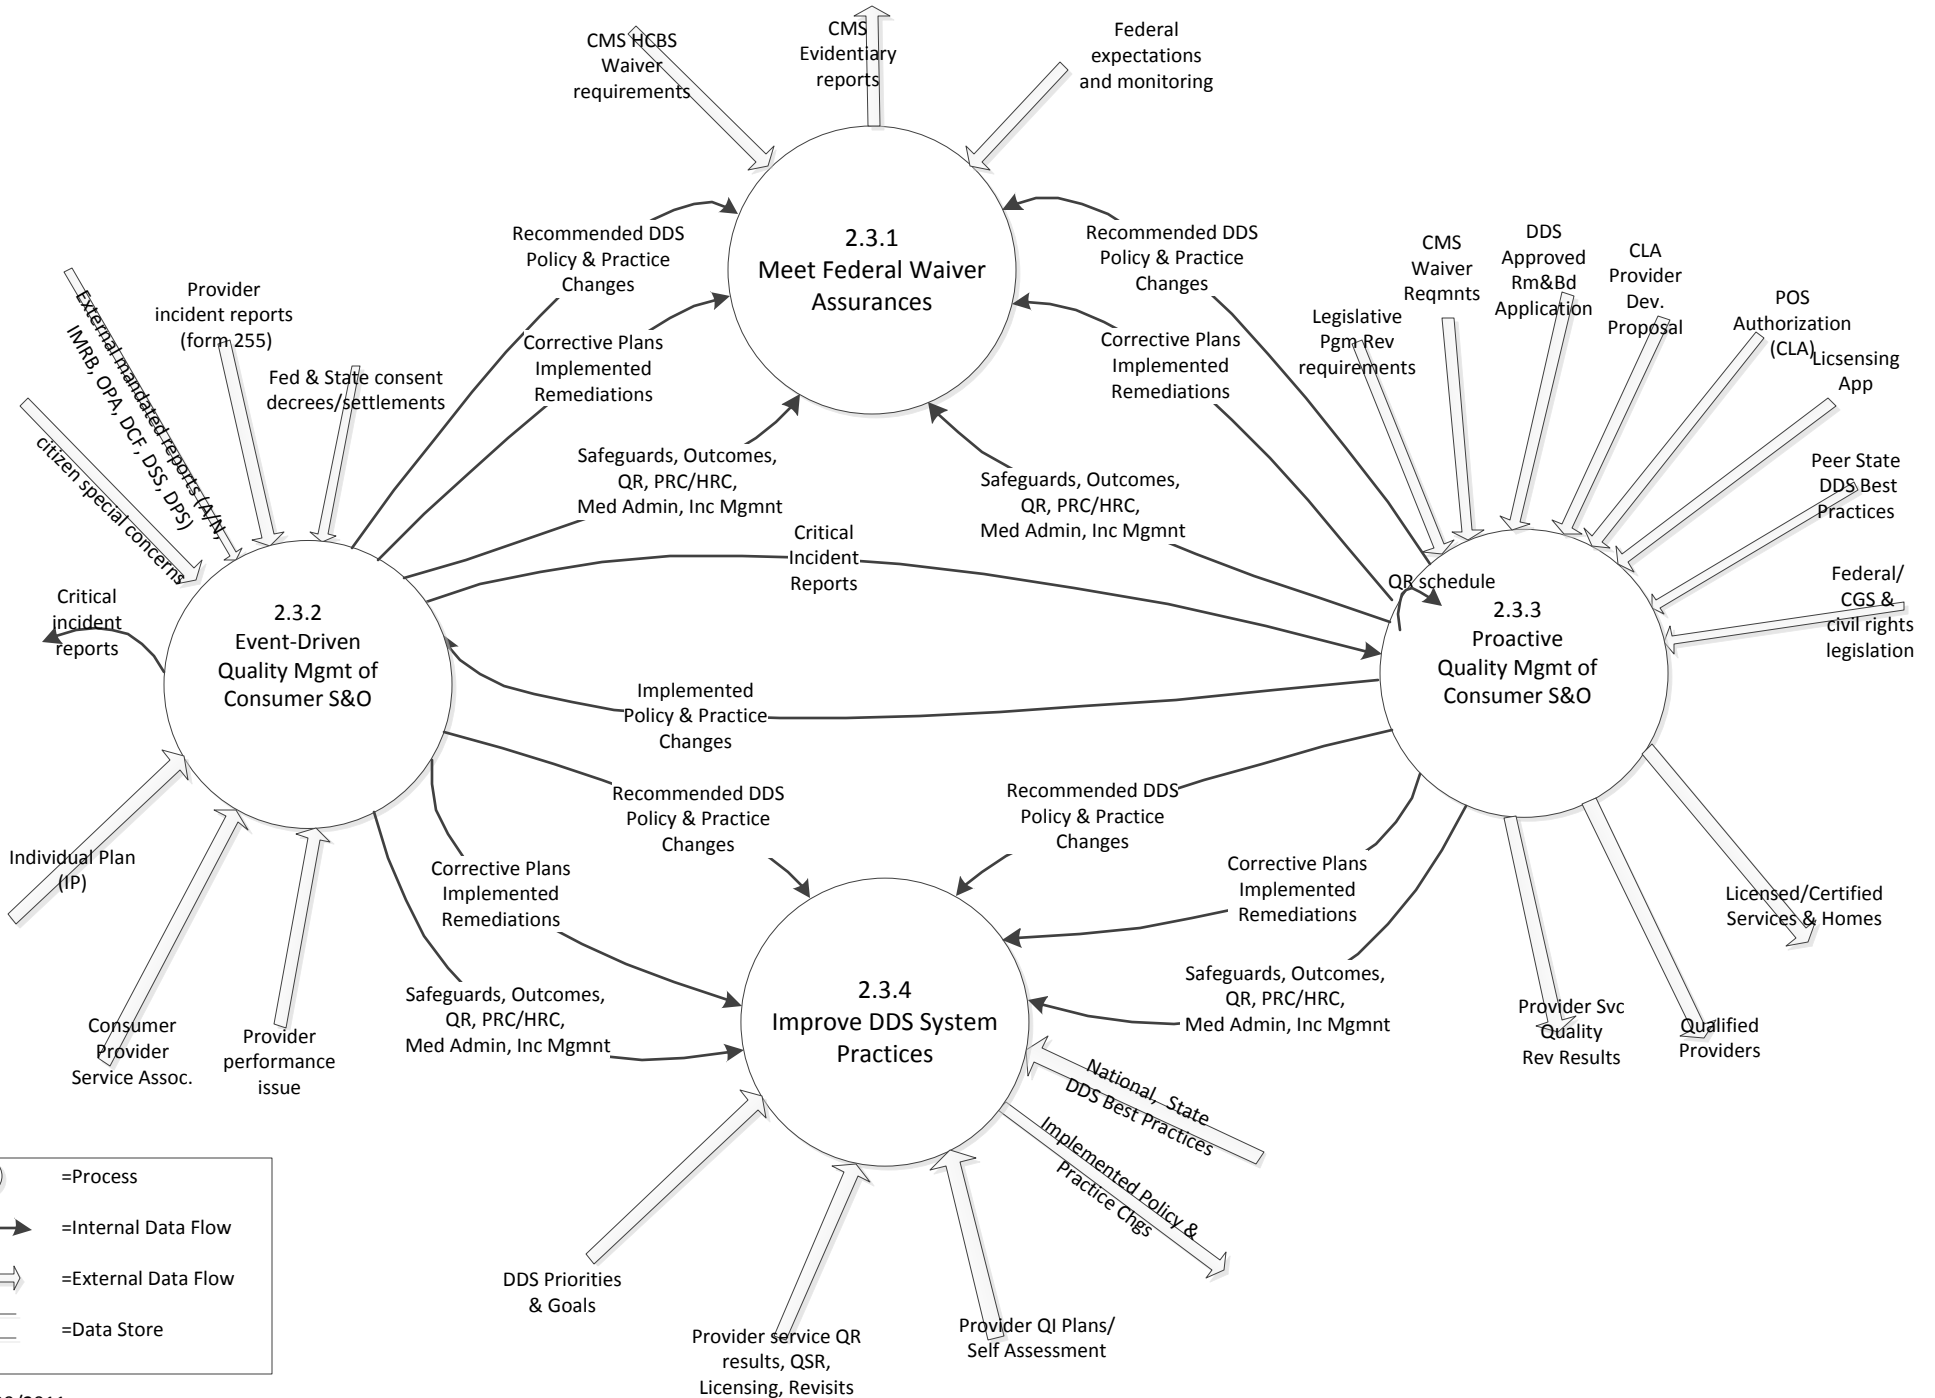 CMS HCBS
Waiver
requirements
CMS
Evidentiary
reports
Federal
expectations
and monitoring
2.3.1
Meet Federal Waiver
Assurances
Recommended DDS
Policy & Practice
Changes
Corrective Plans
Implemented
Remediations
Safeguards, Outcomes,
QR, PRC/HRC,
Med Admin, Inc Mgmnt
Recommended DDS
Policy & Practice
Changes
Corrective Plans
Implemented
Remediations
Safeguards, Outcomes,
QR, PRC/HRC,
Med Admin, Inc Mgmnt
External mandated reports (A/N,
IMRB, OPA, DCF, DSS, DPS)
Provider
incident reports
(form 255)
Fed & State consent
decrees/settlements
citizen special concerns
Critical
incident
reports
2.3.2
Event-Driven
Quality Mgmt of
Consumer S&O
Individual Plan
(IP)
Consumer
Provider
Service Assoc.
Provider
performance
issue
Critical
Incident
Reports
Implemented
Policy & Practice
Changes
Legislative
Pgm Rev
requirements
CMS
Waiver
Reqmnts
DDS
Approved
Rm&Bd
Application
CLA
Provider
Dev.
Proposal
POS
Authorization
(CLA)
Licsensing
App
Peer State
DDS Best
Practices
Federal/
CGS &
civil rights
legislation
QR schedule
2.3.3
Proactive
Quality Mgmt of
Consumer S&O
Licensed/Certified
Services & Homes
Qualified
Providers
Provider Svc
Quality
Rev Results
Recommended DDS
Policy & Practice
Changes
Corrective Plans
Implemented
Remediations
Safeguards, Outcomes,
QR, PRC/HRC,
Med Admin, Inc Mgmnt
Recommended DDS
Policy & Practice
Changes
Corrective Plans
Implemented
Remediations
Safeguards, Outcomes,
QR, PRC/HRC,
Med Admin, Inc Mgmnt
2.3.4
Improve DDS System
Practices
National, State
DDS Best Practices
Implemented Policy &
Practice Chgs
DDS Priorities
& Goals
Provider service QR
results, QSR,
Licensing, Revisits
Provider QI Plans/
Self Assessment
=Process
=Internal Data Flow
=External Data Flow
=Data Store